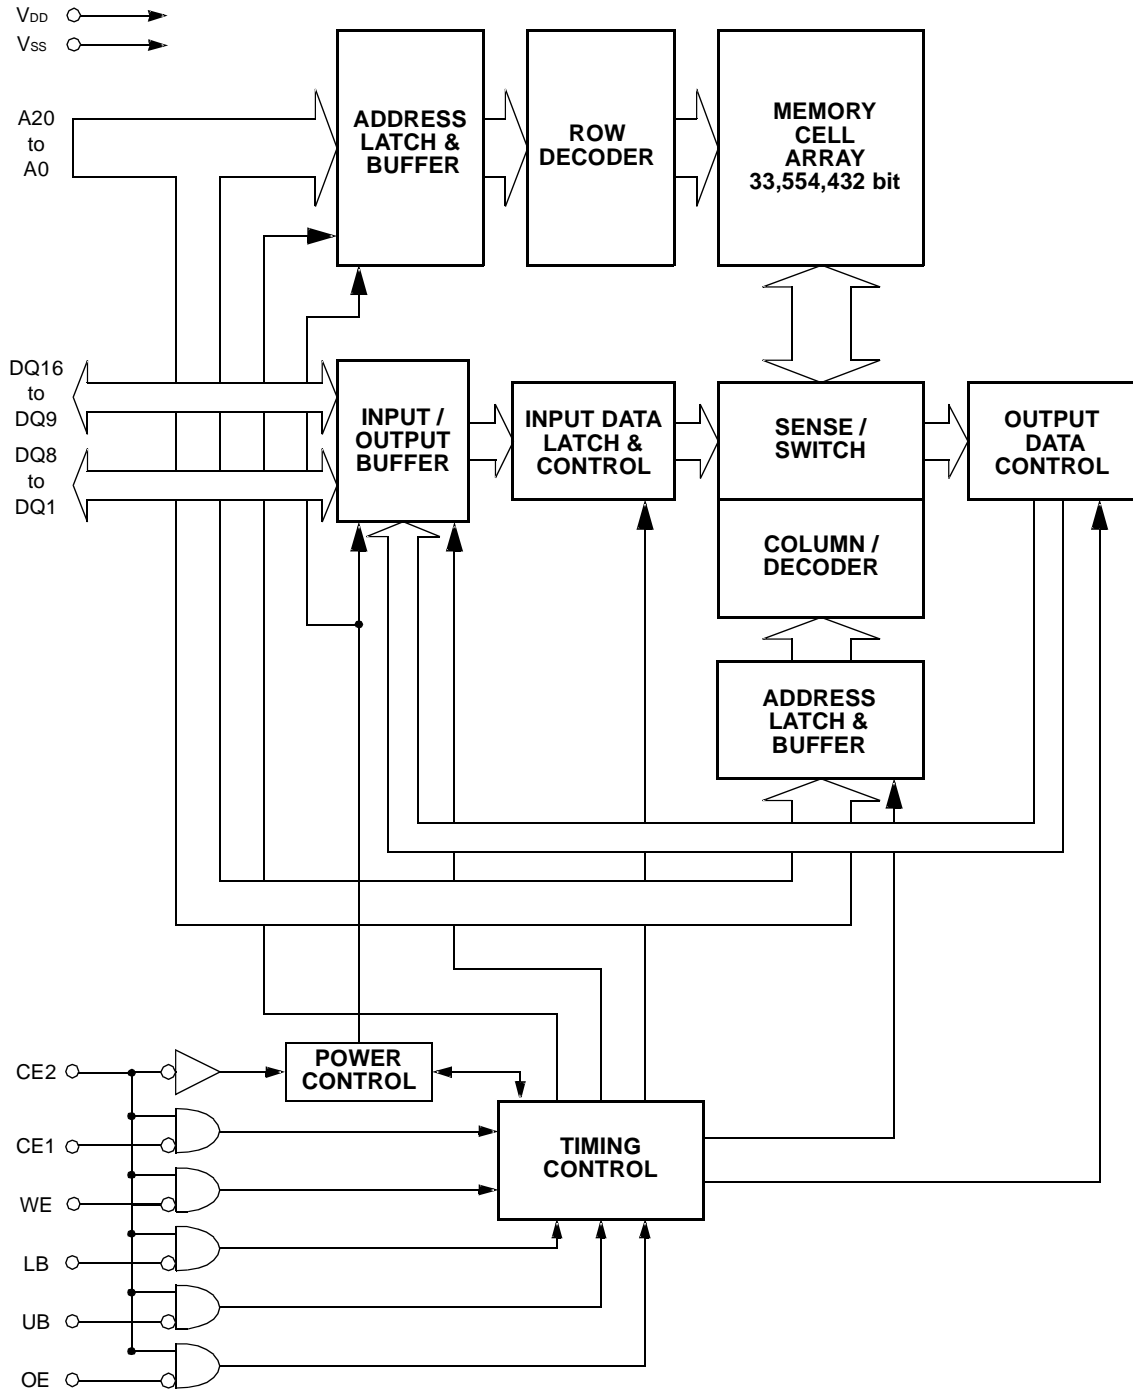 VDD
VSS
A20
to
A0
ADDRESS
LATCH &
BUFFER
ROW
DECODER
MEMORY
CELL
ARRAY
33,554,432 bit
DQ16
to
DQ9
DQ8
to
DQ1
INPUT /
OUTPUT
BUFFER
INPUT DATA
LATCH &
CONTROL
SENSE /
SWITCH
OUTPUT
DATA
CONTROL
COLUMN /
DECODER
ADDRESS
LATCH &
BUFFER
CE2
POWER
CONTROL
CE1
TIMING
CONTROL
WE
LB
UB
OE